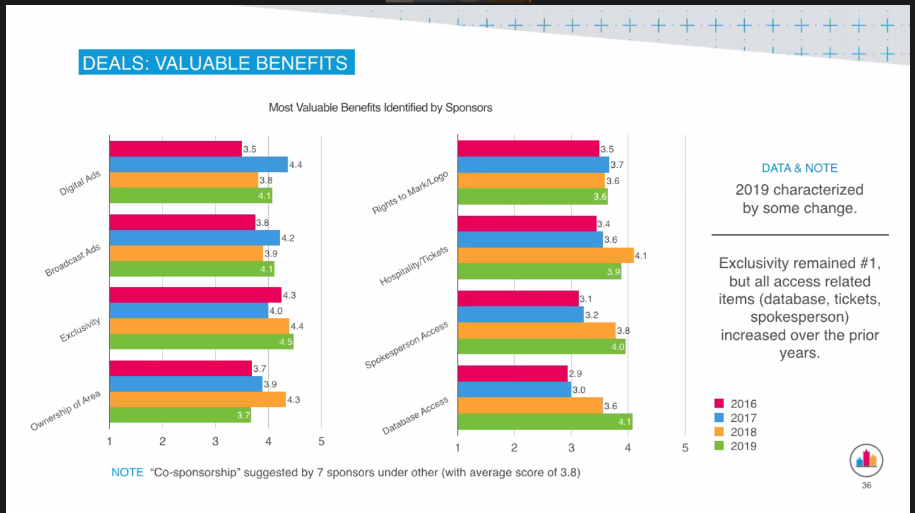 DEALS: VALUABLE BENEFITS
Most Valuable Benefits Identified by Sponsors
Digital Ads
3.5
4.4
3.8
4.1
Broadcast Ads
3.8
4.2
3.9
4.1
Exclusivity
4.3
4.0
4.4
4.5
Ownership of Area
3.7
3.9
4.3
3.7
1 2 3 4 5
Rights to Mark/Logo
3.5
3.7
3.6
3.6
Hospitality/Tickets
3.4
3.6
4.1
3.9
Spokesperson Access
3.1
3.2
3.8
4.0
Database Access
2.9
3.0
3.6
4.1
1 2 3 4 5
DATA & NOTE
2019 characterized
by some change.
Exclusivity remained #1,
but all access related
items (database, tickets,
spokesperson)
increased over the prior
years.
2016
2017
2018
2019
NOTE “Co-sponsorship” suggested by 7 sponsors under other (with average score of 3.8)
36